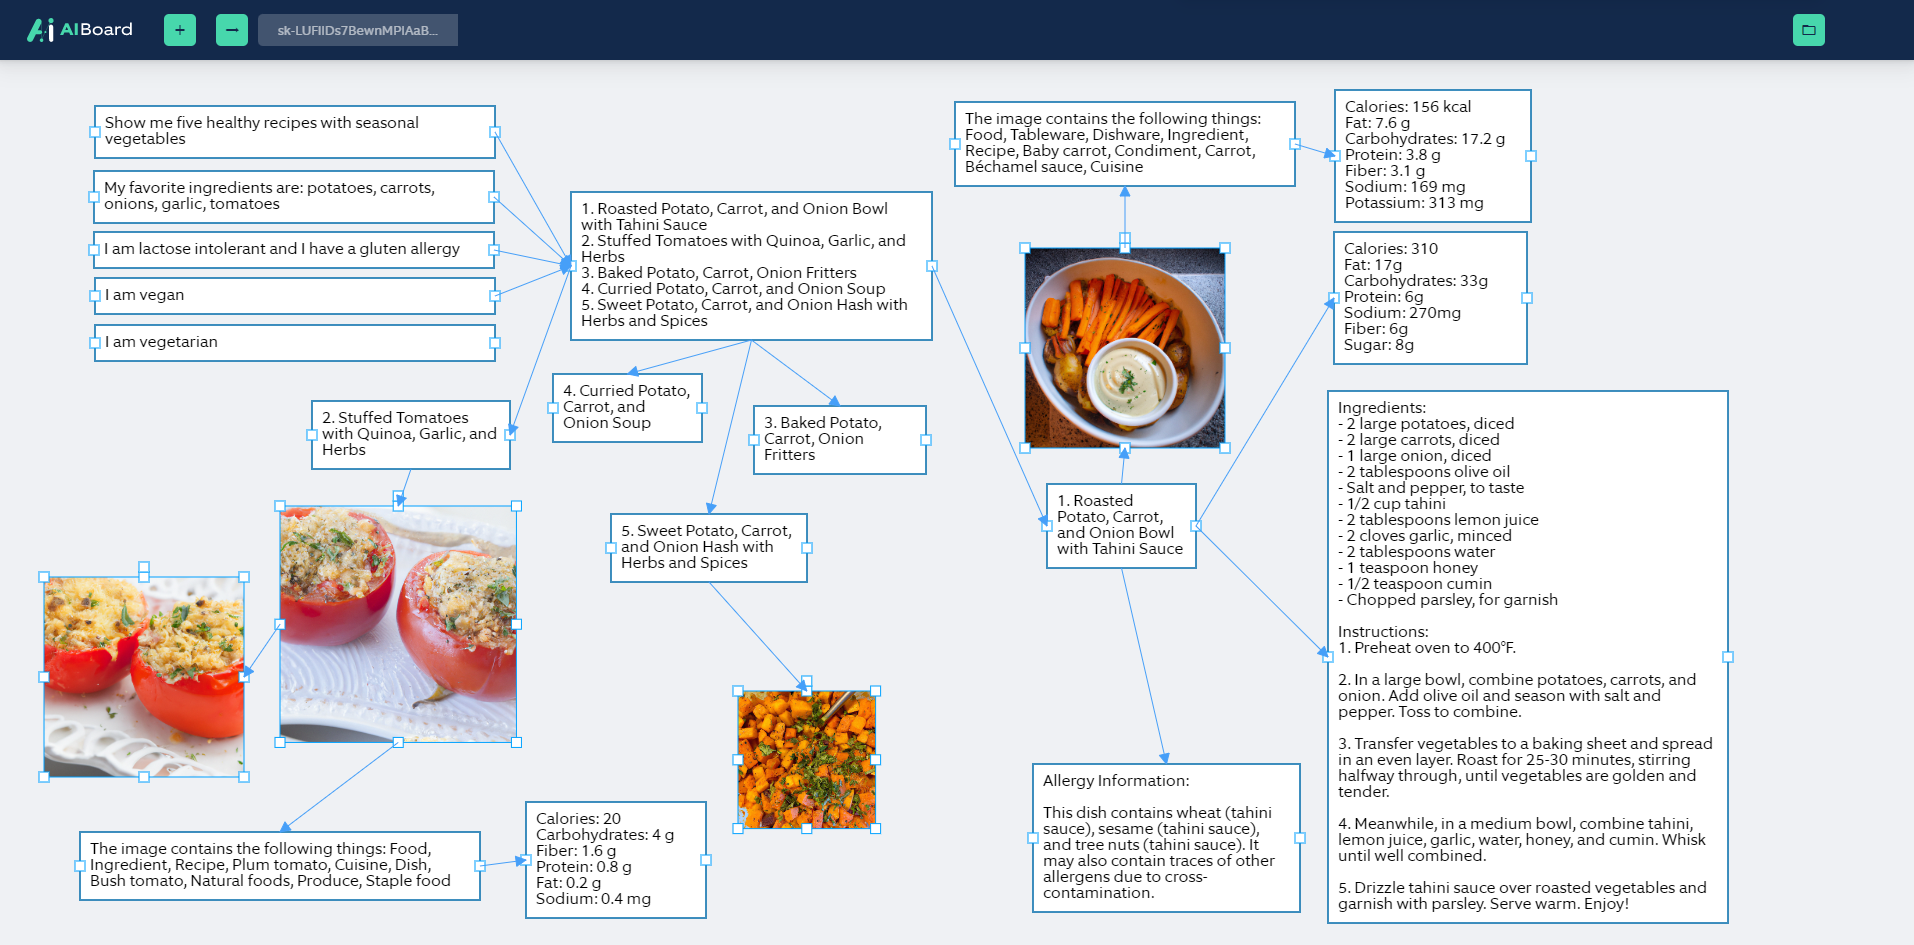 Ai AIBoard
+
sk-LUFIIDs7BewnMPIAaB...
Show me five healthy recipes with seasonal
vegetables
My favorite ingredients are: potatoes, carrots,
onions, garlic, tomatoes
I am lactose intolerant and I have a gluten allergy
I am vegan
I am vegetarian
1. Roasted Potato, Carrot, and Onion Bowl
with Tahini Sauce
2. Stuffed Tomatoes with Quinoa, Garlic, and
Herbs
3. Baked Potato, Carrot, Onion Fritters
4. Curried Potato, Carrot, and Onion Soup
5. Sweet Potato, Carrot, and Onion Hash with
Herbs and Spices
2. Stuffed Tomatoes
with Quinoa, Garlic, and
Herbs
4. Curried Potato,
Carrot, and
Onion Soup
3. Baked Potato,
Carrot, Onion
Fritters
5. Sweet Potato, Carrot,
and Onion Hash with
Herbs and Spices
The image contains the following things: Food,
Ingredient, Recipe, Plum tomato, Cuisine, Dish,
Bush tomato, Natural foods, Produce, Staple food
Calories: 20
Carbohydrates: 4 g
Fiber: 1.6 g
Protein: 0.8 g
Fat: 0.2 g
Sodium: 0.4 mg
The image contains the following things:
Food, Tableware, Dishware, Ingredient,
Recipe, Baby carrot, Condiment, Carrot,
Béchamel sauce, Cuisine
Calories: 156 kcal
Fat: 7.6 g
Carbohydrates: 17.2 g
Protein: 3.8 g
Fiber: 3.1 g
Sodium: 169 mg
Potassium: 313 mg
Calories: 310
Fat: 17g
Carbohydrates: 33g
Protein: 6g
Sodium: 270mg
Fiber: 6g
Sugar: 8g
1. Roasted
Potato, Carrot,
and Onion Bowl
with Tahini Sauce
Allergy Information:
This dish contains wheat (tahini
sauce), sesame (tahini sauce),
and tree nuts (tahini sauce). It
may also contain traces of other
allergens due to cross-
contamination.
Ingredients:
- 2 large potatoes, diced
- 2 large carrots, diced
- 1 large onion, diced
- 2 tablespoons olive oil
- Salt and pepper, to taste
- 1/2 cup tahini
- 2 tablespoons lemon juice
- 2 cloves garlic, minced
- 2 tablespoons water
- 1 teaspoon honey
- 1/2 teaspoon cumin
- Chopped parsley, for garnish
Instructions:
1. Preheat oven to 400°F.
2. In a large bowl, combine potatoes, carrots, and
onion. Add olive oil and season with salt and
pepper. Toss to combine.
3. Transfer vegetables to a baking sheet and spread
in an even layer. Roast for 25-30 minutes, stirring
halfway through, until vegetables are golden and
tender.
4. Meanwhile, in a medium bowl, combine tahini,
lemon juice, garlic, water, honey, and cumin. Whisk
until well combined.
5. Drizzle tahini sauce over roasted vegetables and
garnish with parsley. Serve warm. Enjoy!